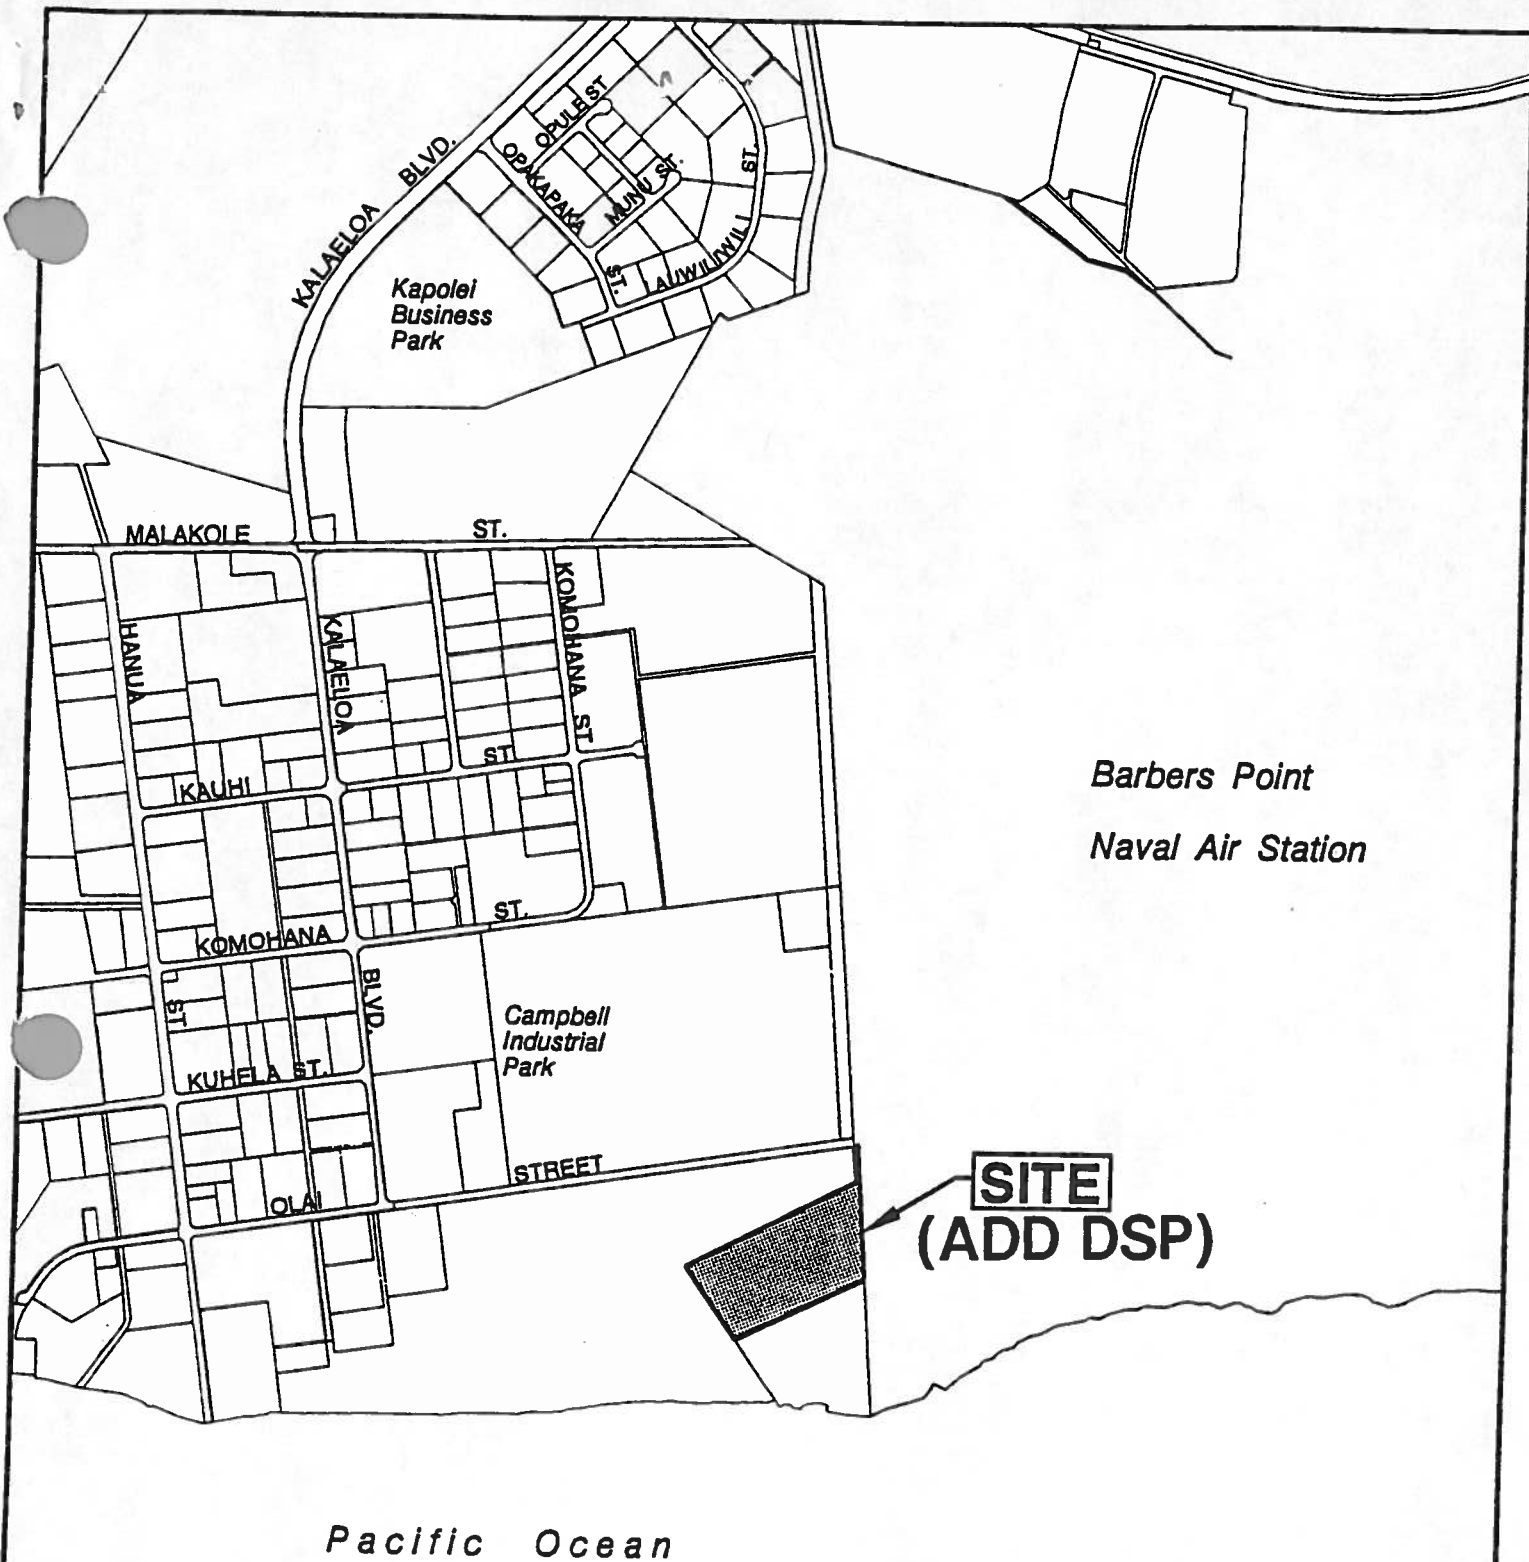 OPULE ST
OPAKAPAKA
ST.
MUNU ST.
KALAELOA BLVD.
AUWILIWILI
ST.
Kapolei
Business
Park
MALAKOLE ST.
HANUA
ST
KALAELOA
BLVD.
KOMOHANA ST
KAUHI ST
Barbers Point
Naval Air Station
KOMOHANA ST.
Campbell
Industrial
Park
KUHELA ST.
OLAI STREET
SITE
(ADD DSP)
Pacific Ocean